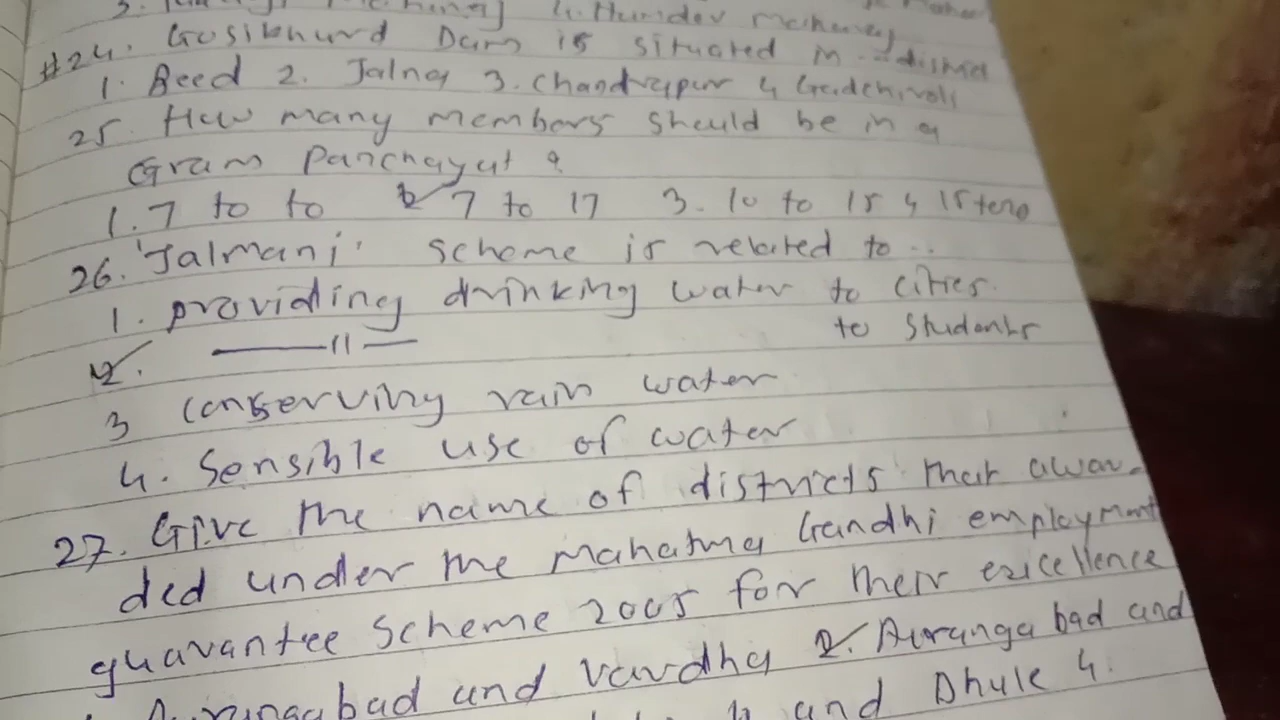 4. Humdev
#24. Gosikhurd Dam is situated in district
1. Beed 2. Jalna 3. Chandrapur 4 Gadchiroli
25. How many members should be in a
Gram Panchayat ?
1. 7 to to 2 7 to 17 3. 10 to 15 4 15 to
26. 'Jalmani' scheme is related to ..
1. providing drinking water to cities.
2. —— 11 — to students
3 conserving rain water
4. Sensible use of water
27. Give the name of districts that awar-
ded under the Mahatma Gandhi employment
guarantee scheme 2005 for their excellence
bad and vardha 2. Auranga bad and
and Dhule 4.